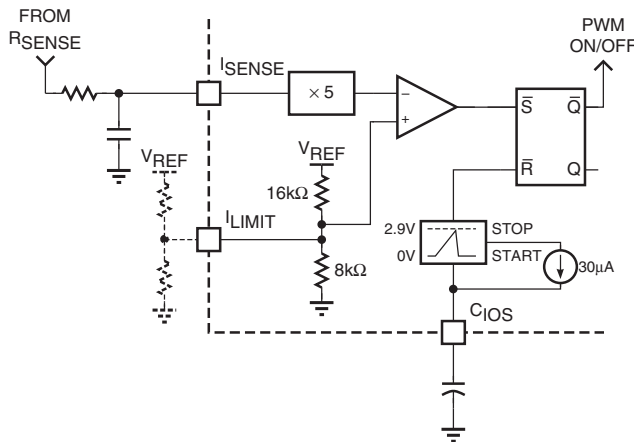 FROM
RSENSE
ISENSE
× 5
−
+
PWM
ON/OFF
S̅
Q̅
R̅
Q
VREF
VREF
16kΩ
ILIMIT
8kΩ
2.9V
STOP
0V
START
30µA
CIOS